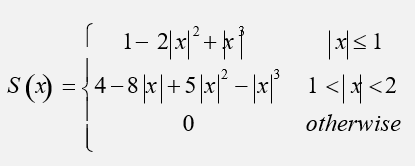 1 − 2|x|² + |x|³  |x| ≤ 1
S(x) = { 4 − 8|x| + 5|x|² − |x|³  1 < |x| < 2
0  otherwise